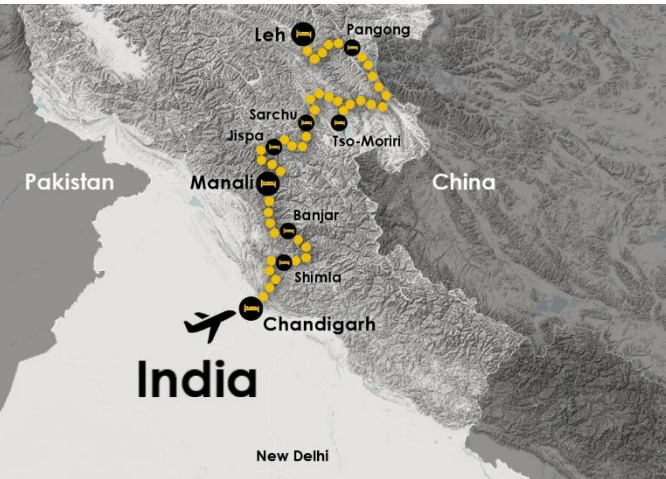 Leh
Pangong
Sarchu
Jispa
Tso-Moriri
Pakistan
Manali
China
Banjar
Shimla
Chandigarh
India
New Delhi